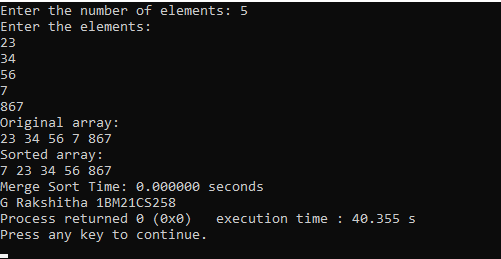 Enter the number of elements: 5
Enter the elements:
23
34
56
7
867
Original array:
23 34 56 7 867
Sorted array:
7 23 34 56 867
Merge Sort Time: 0.000000 seconds
G Rakshitha 1BM21CS258
Process returned 0 (0x0)   execution time : 40.355 s
Press any key to continue.